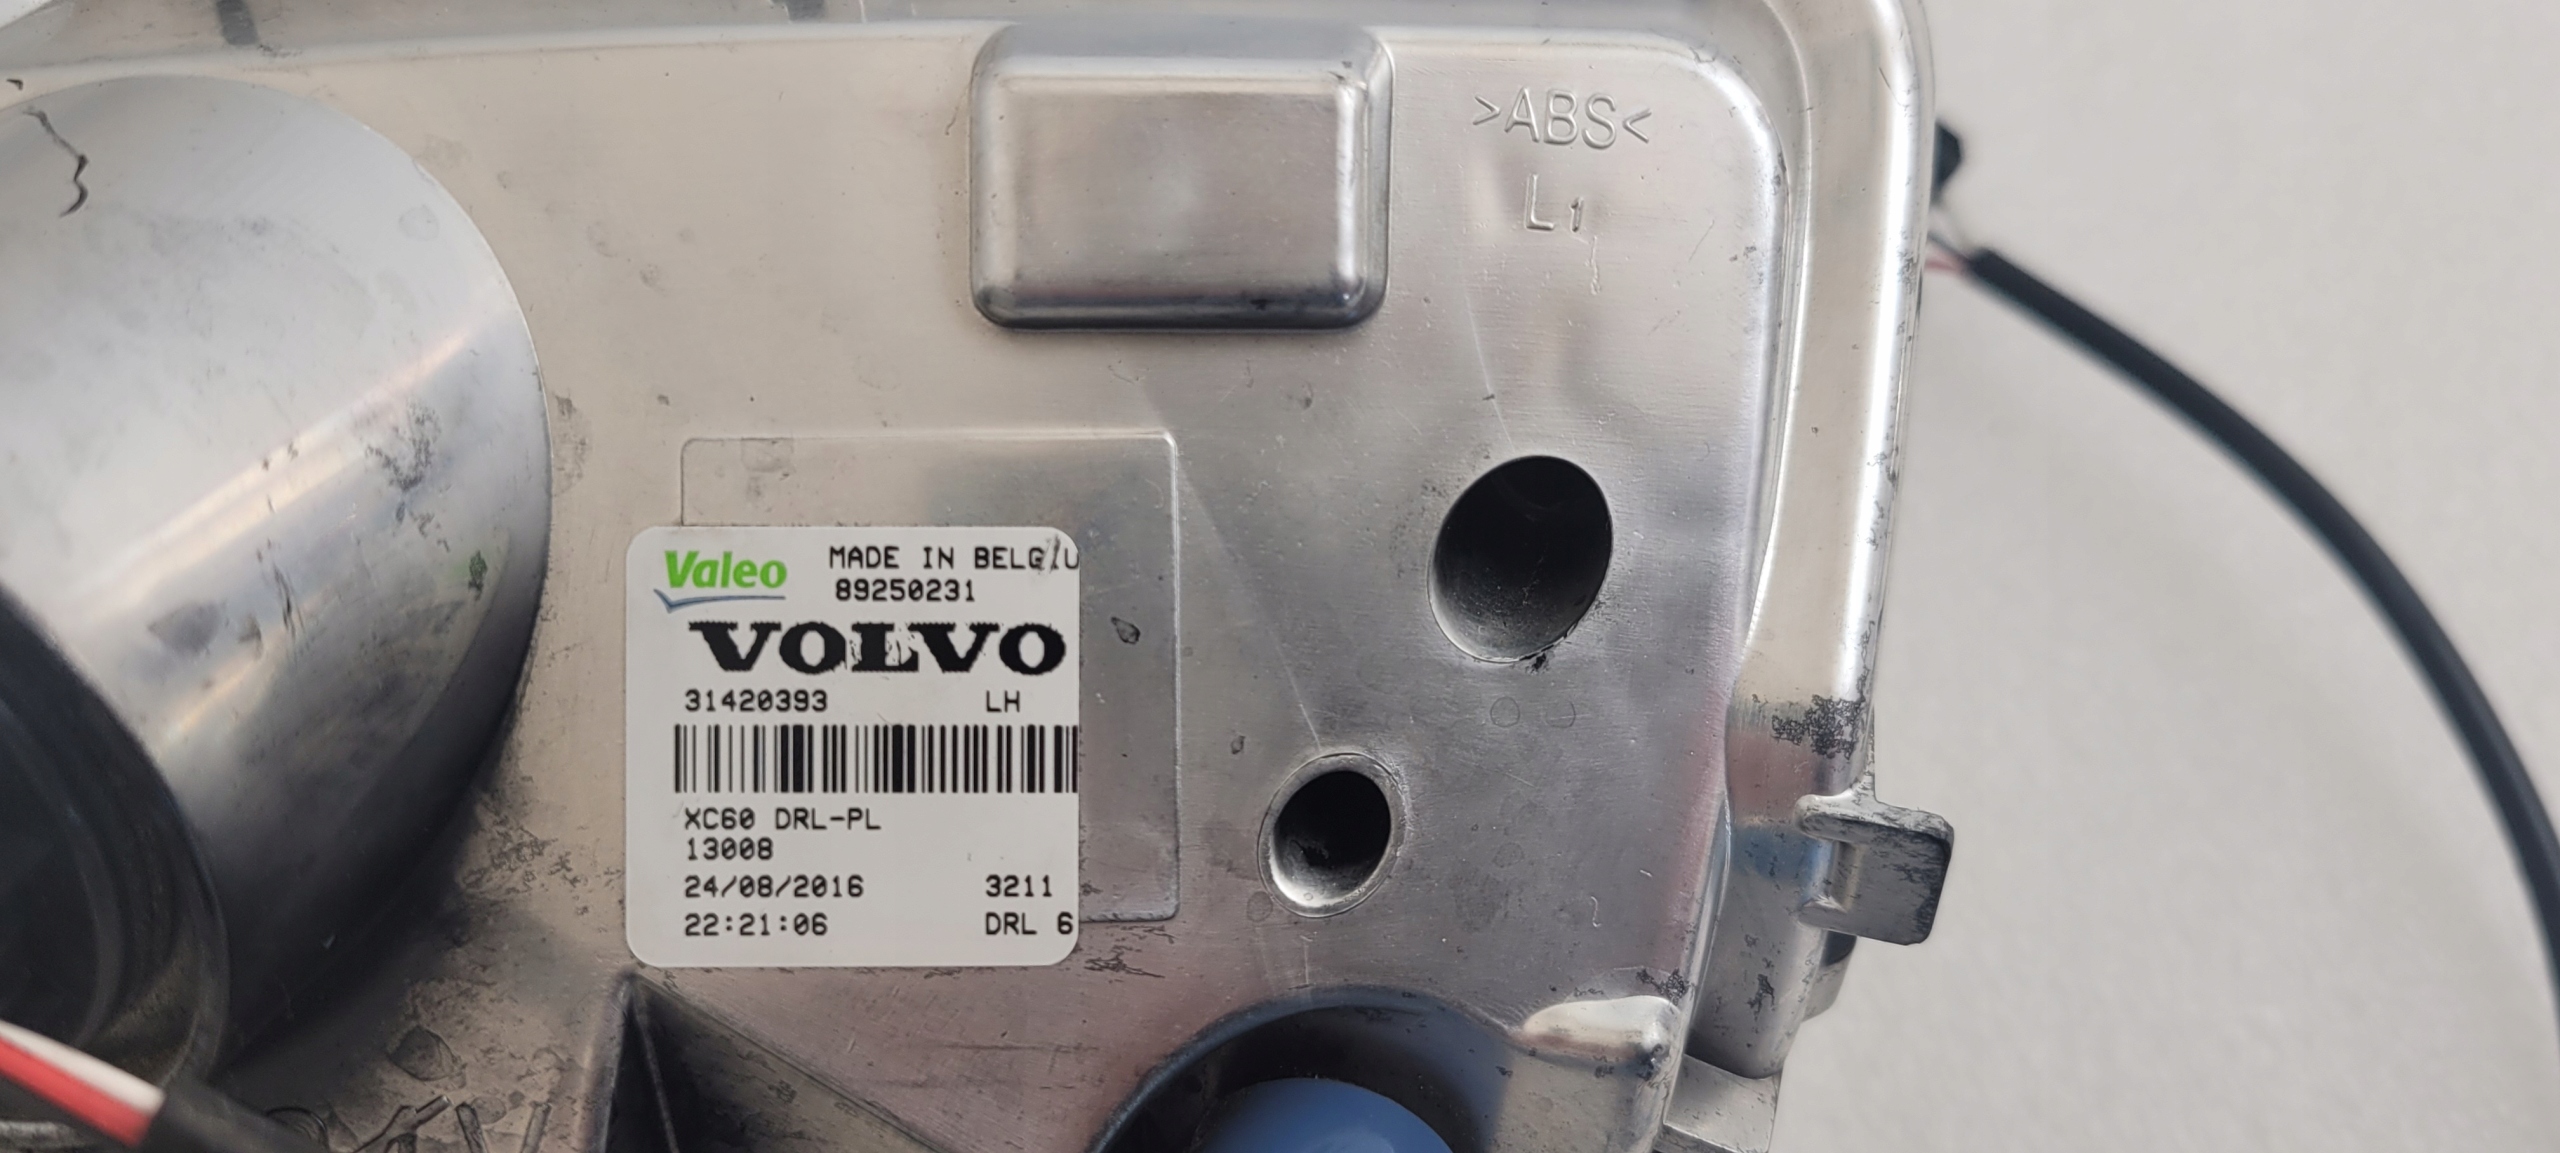 >ABS<
L1
Valeo MADE IN BELGIU
89250231
VOLVO
31420393 LH
XC60 DRL-PL
13008
24/08/2016 3211
22:21:06 DRL 6